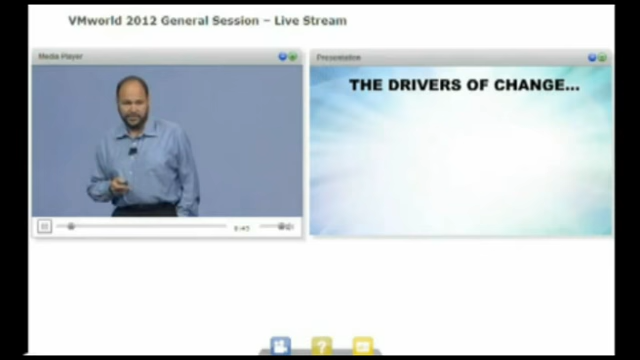 VMworld 2012 General Session – Live Stream
Media Player
Presentation
THE DRIVERS OF CHANGE...
?